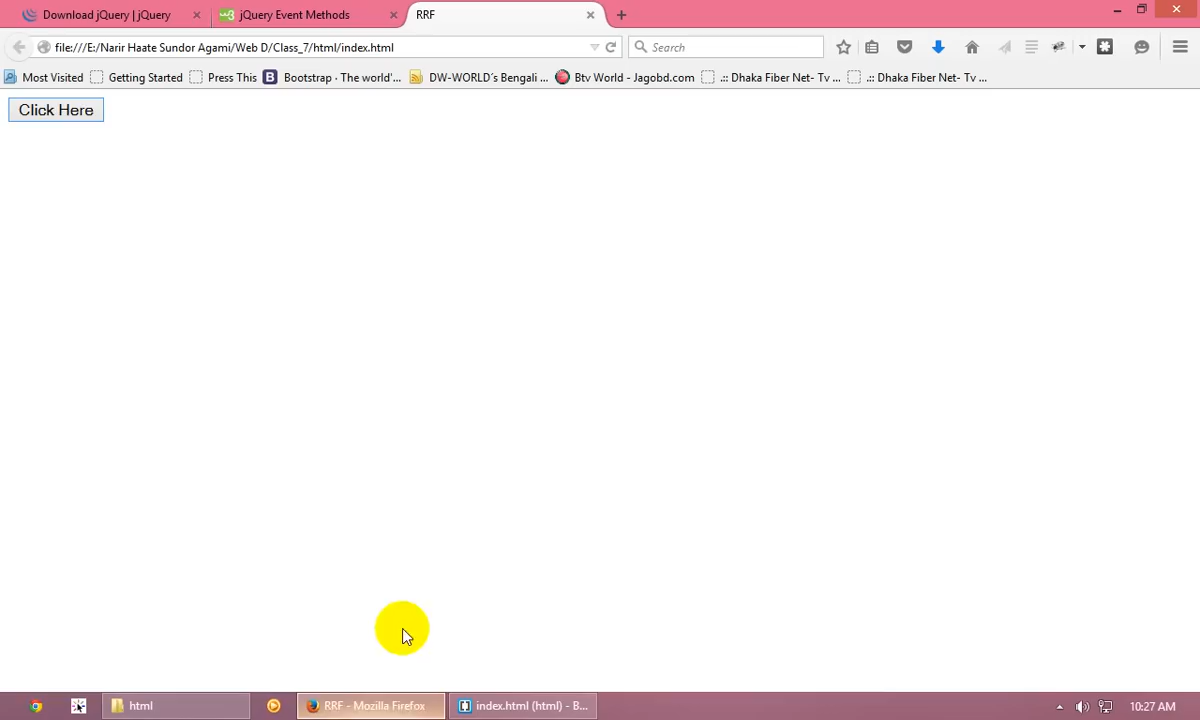 Download jQuery | jQuery
jQuery Event Methods
RRF
file:///E:/Narir Haate Sundor Agami/Web D/Class_7/html/index.html
Search
Most Visited
Getting Started
Press This
B
Bootstrap · The world'...
DW-WORLD´s Bengali ...
Btv World - Jagobd.com
.:: Dhaka Fiber Net- Tv ...
.:: Dhaka Fiber Net- Tv ...
Click Here
html
RRF - Mozilla Firefox
index.html (html) - B...
10:27 AM